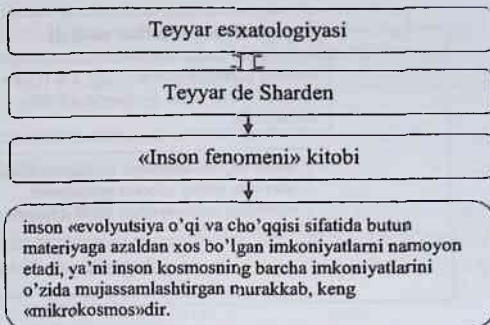 Teyyar esxatologiyasi
Teyyar de Sharden
«Inson fenomeni» kitobi
inson «evolyutsiya o'qi va cho'qqisi sifatida butun
materiyaga azaldan xos bo'lgan imkoniyatlarni namoyon
etadi, ya'ni inson kosmosning barcha imkoniyatlarini
o'zida mujassamlashtirgan murakkab, keng
«mikrokosmos»dir.